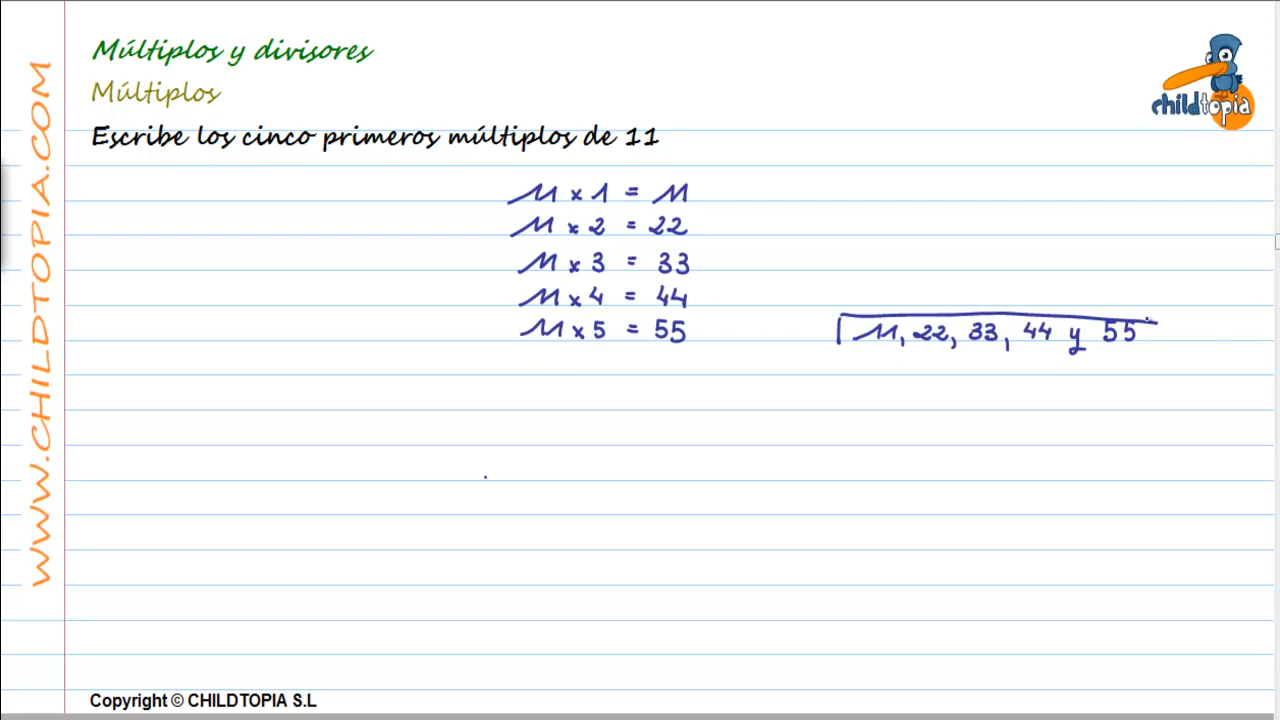 Múltiplos y divisores
Múltiplos
Escribe los cinco primeros múltiplos de 11
childtopia
11 x 1 = 11
11 x 2 = 22
11 x 3 = 33
11 x 4 = 44
11 x 5 = 55
11, 22, 33, 44 y 55
WWW.CHILDTOPIA.COM
Copyright © CHILDTOPIA S.L